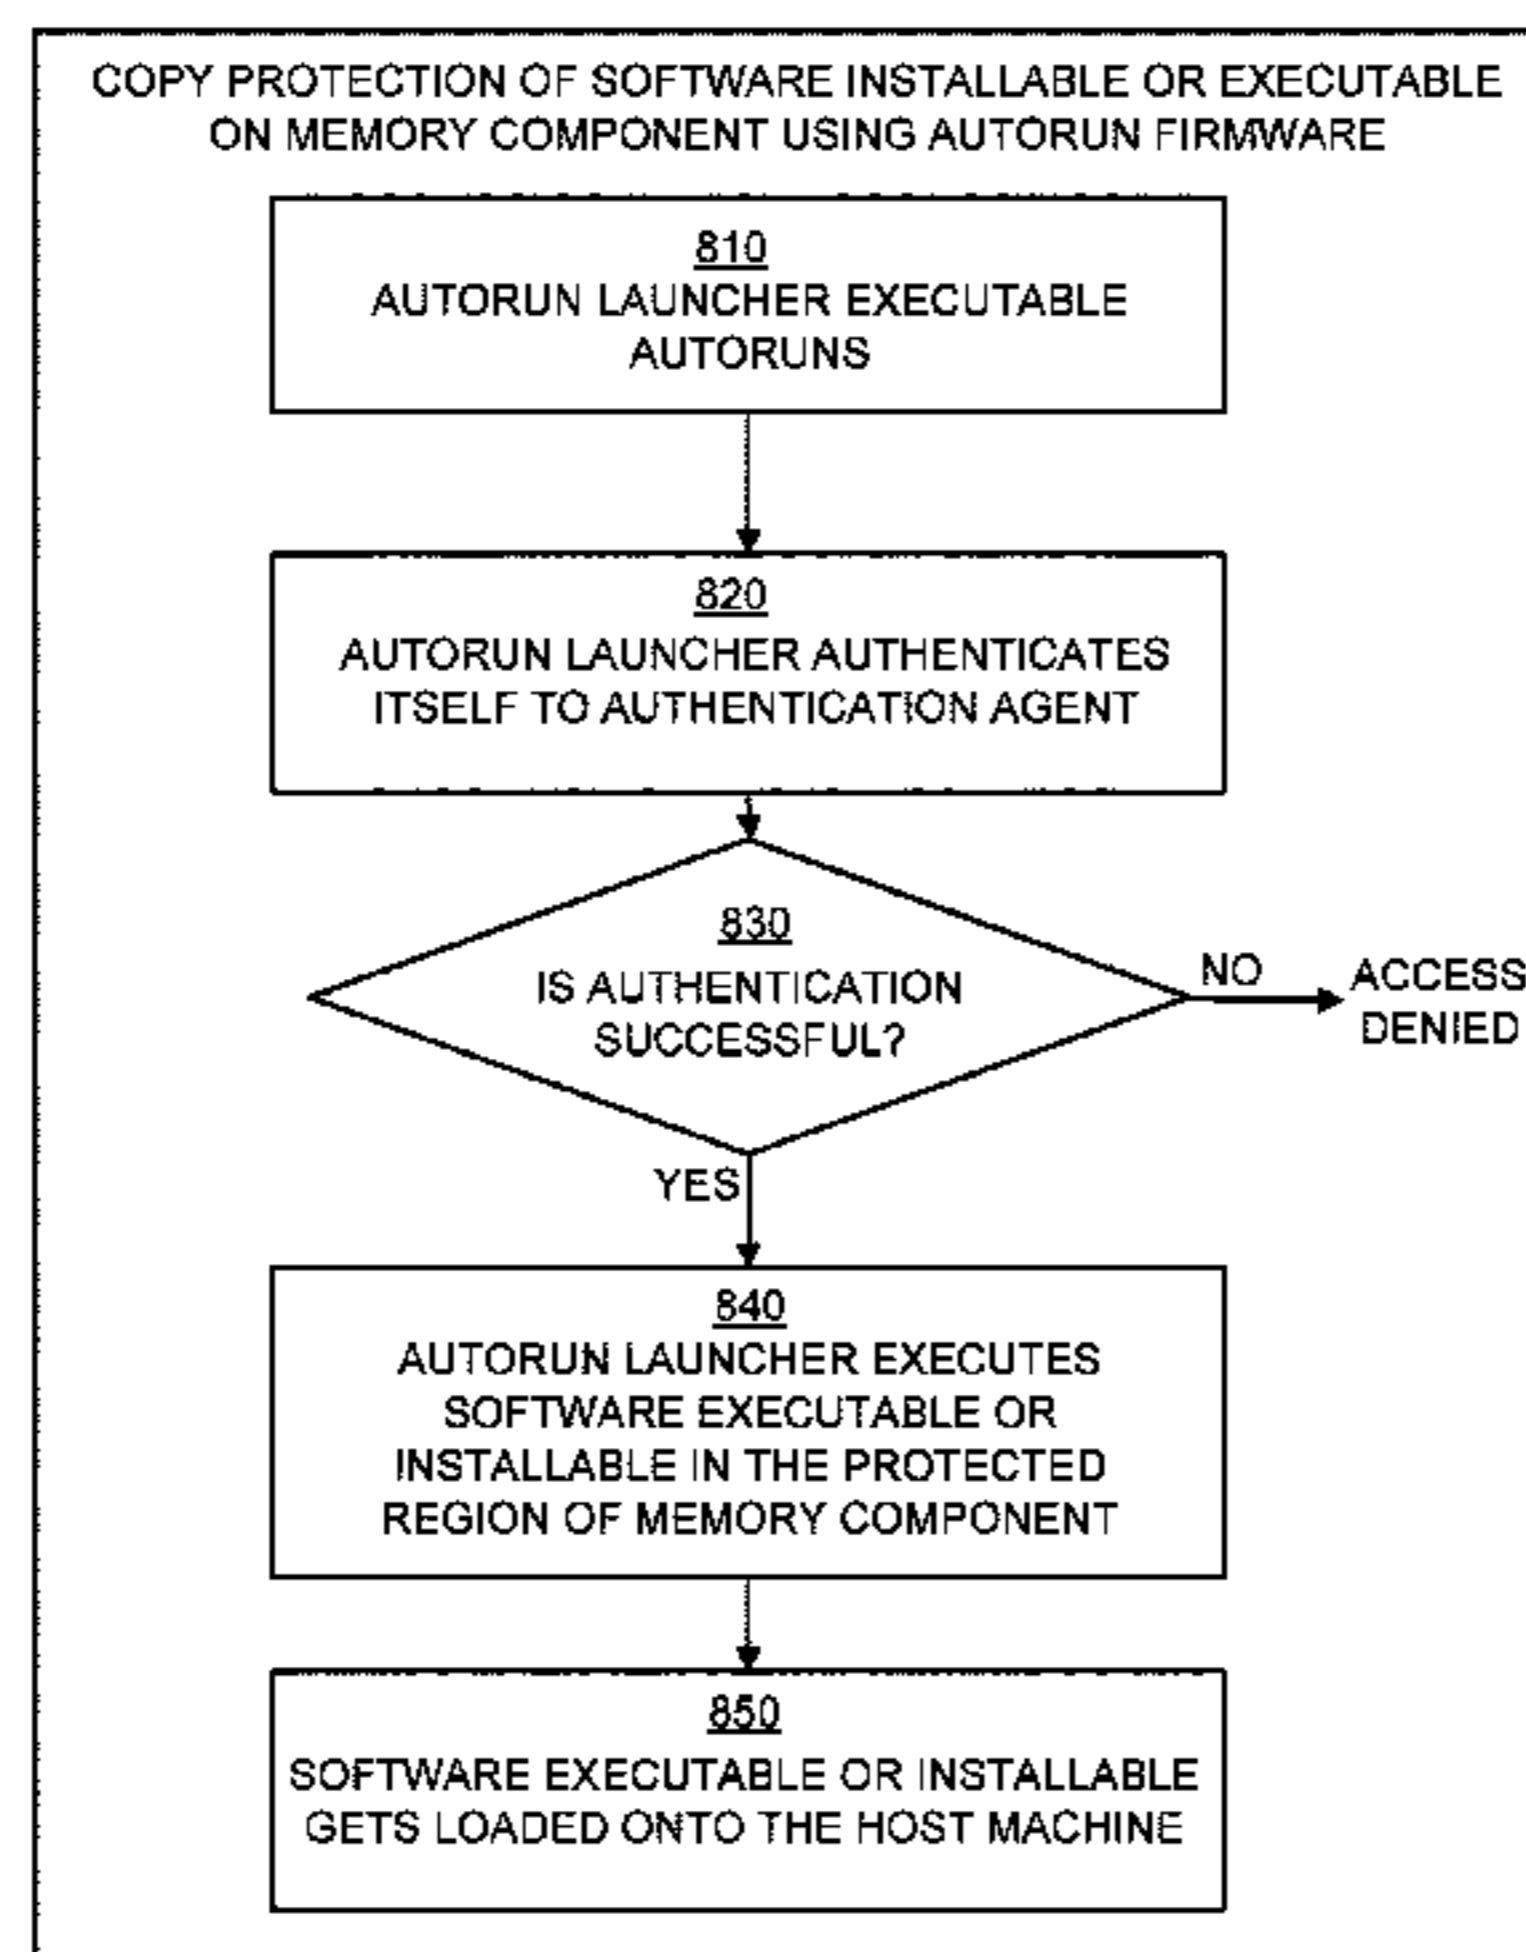 COPY PROTECTION OF SOFTWARE INSTALLABLE OR EXECUTABLE
ON MEMORY COMPONENT USING AUTORUN FIRMWARE
810
AUTORUN LAUNCHER EXECUTABLE
AUTORUNS
820
AUTORUN LAUNCHER AUTHENTICATES
ITSELF TO AUTHENTICATION AGENT
830
IS AUTHENTICATION
SUCCESSFUL?
NO
ACCESS
DENIED
YES
840
AUTORUN LAUNCHER EXECUTES
SOFTWARE EXECUTABLE OR
INSTALLABLE IN THE PROTECTED
REGION OF MEMORY COMPONENT
850
SOFTWARE EXECUTABLE OR INSTALLABLE
GETS LOADED ONTO THE HOST MACHINE